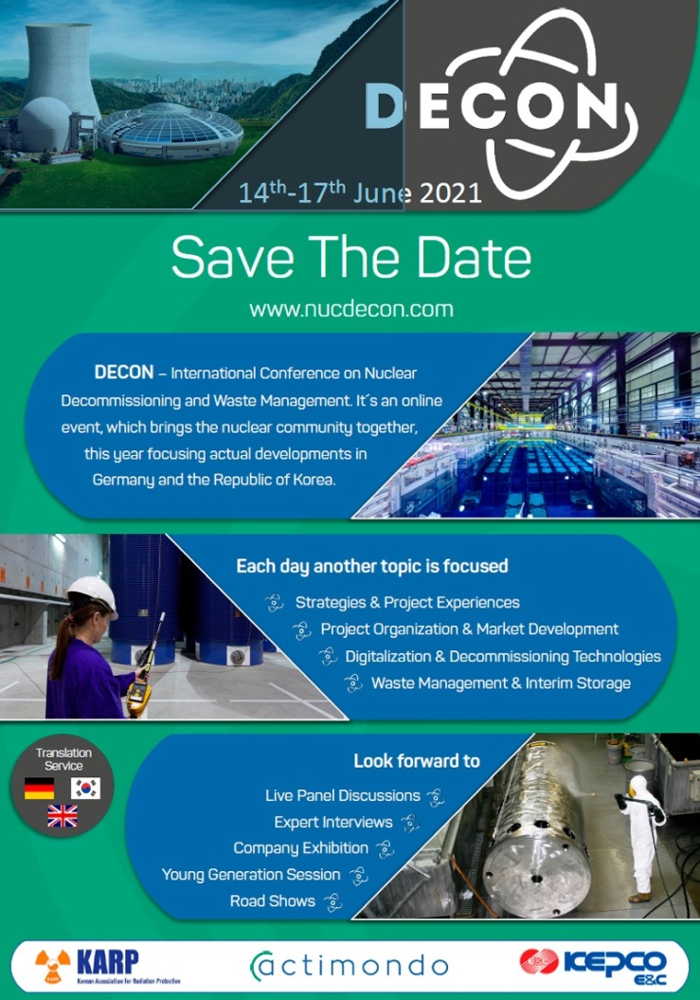 DECON
14th-17th June 2021
Save The Date
www.nucdecon.com
DECON – International Conference on Nuclear
Decommissioning and Waste Management. It´s an online
event, which brings the nuclear community together,
this year focusing actual developments in
Germany and the Republic of Korea.
Each day another topic is focused
Strategies & Project Experiences
Project Organization & Market Development
Digitalization & Decommissioning Technologies
Waste Management & Interim Storage
Translation
Service
Look forward to
Live Panel Discussions
Expert Interviews
Company Exhibition
Young Generation Session
Road Shows
KARP
Korean Association for Radiation Protection
actimondo
KEPCO
E&C